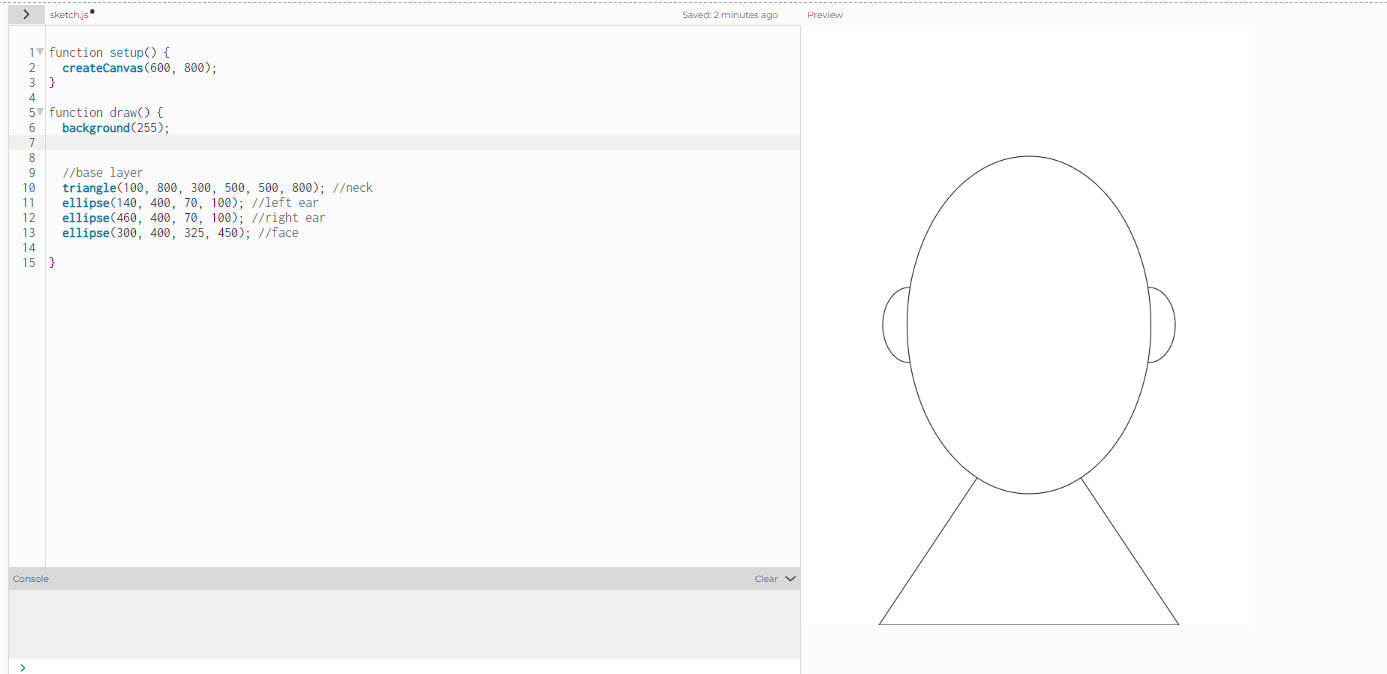 sketch.js
Saved: 2 minutes ago
Preview
1 function setup() {
2 createCanvas(600, 800);
3 }
4
5 function draw() {
6 background(255);
7
8
9 //base layer
10 triangle(100, 800, 300, 500, 500, 800); //neck
11 ellipse(140, 400, 70, 100); //left ear
12 ellipse(460, 400, 70, 100); //right ear
13 ellipse(300, 400, 325, 450); //face
14
15 }
Console
Clear